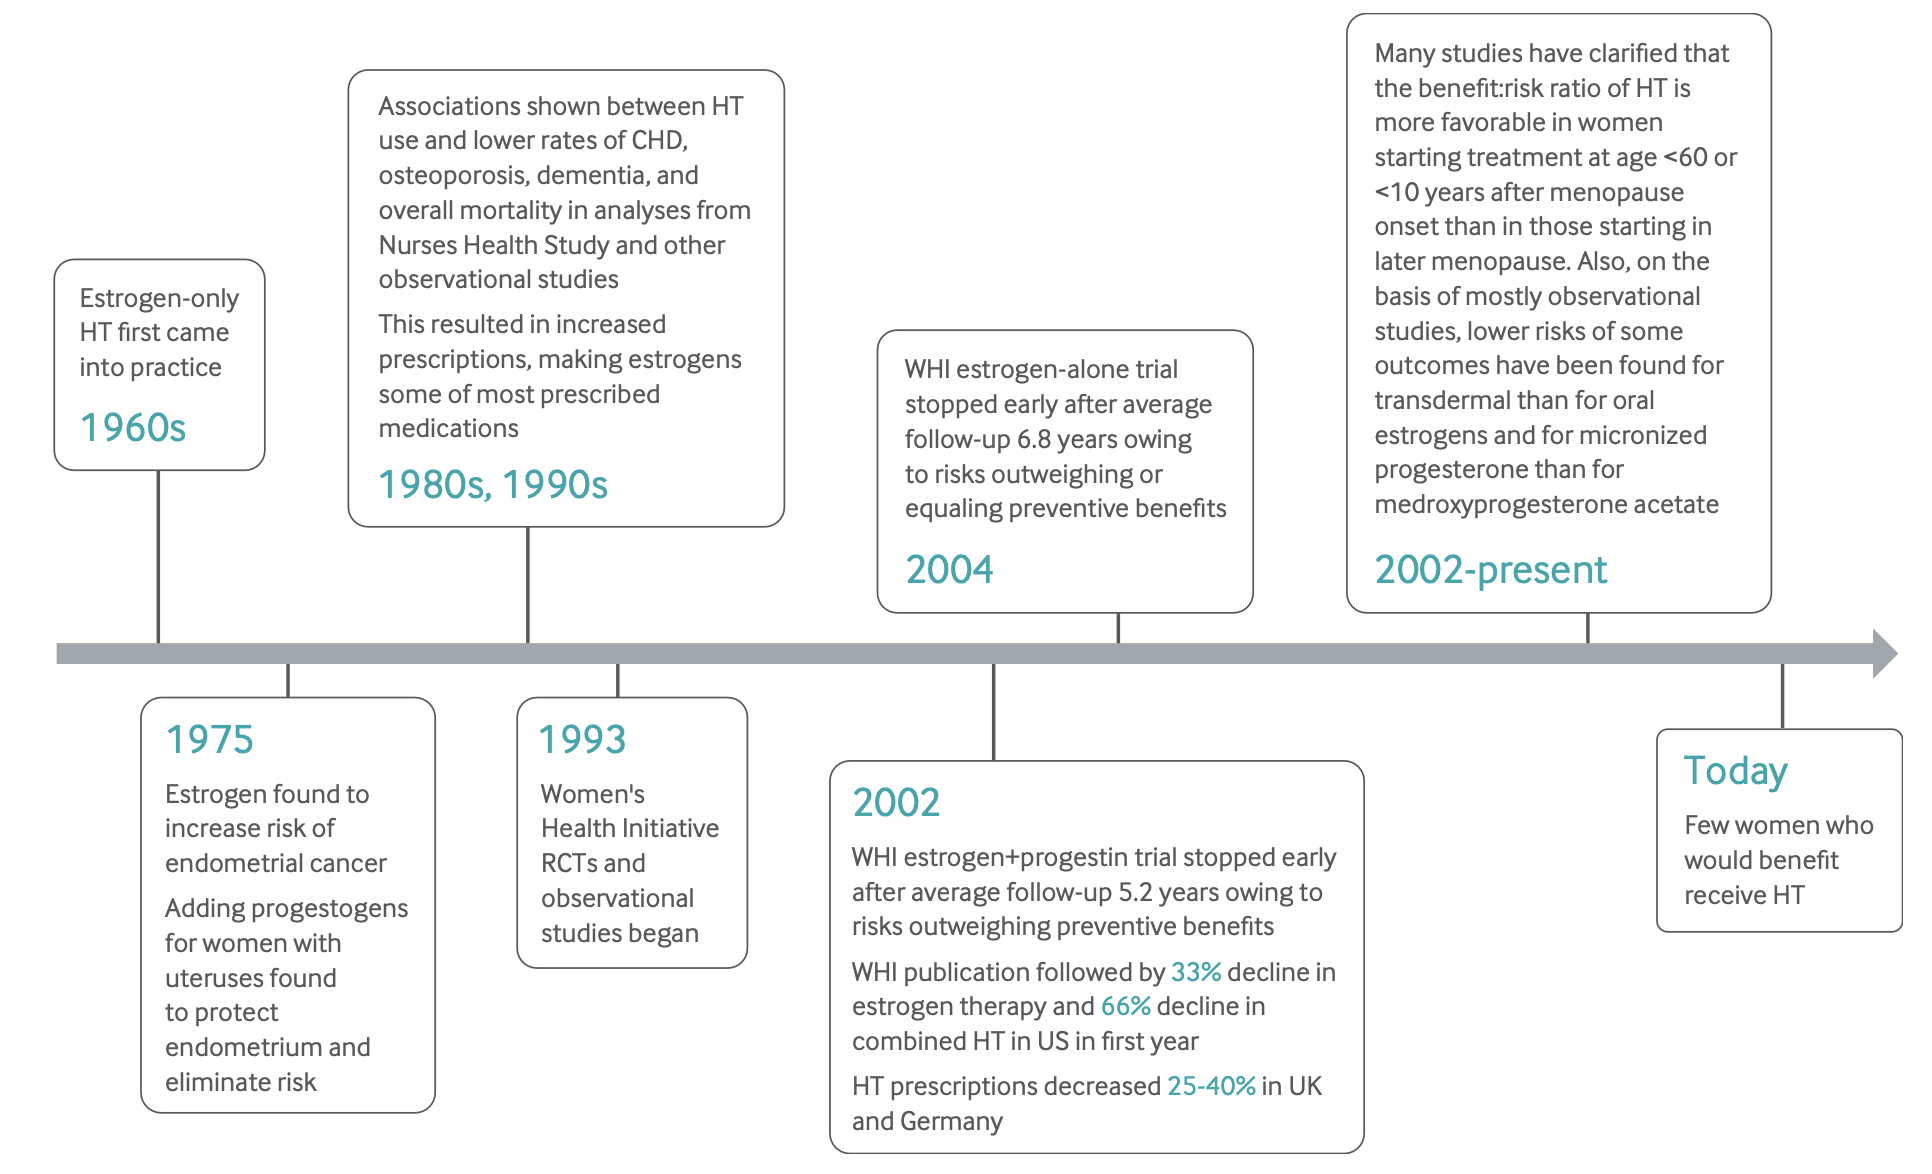 Estrogen-only
HT first came
into practice
1960s
1975
Estrogen found to
increase risk of
endometrial cancer
Adding progestogens
for women with
uteruses found
to protect
endometrium and
eliminate risk
Associations shown between HT
use and lower rates of CHD,
osteoporosis, dementia, and
overall mortality in analyses from
Nurses Health Study and other
observational studies
This resulted in increased
prescriptions, making estrogens
some of most prescribed
medications
1980s, 1990s
1993
Women's
Health Initiative
RCTs and
observational
studies began
2002
WHI estrogen+progestin trial stopped early
after average follow-up 5.2 years owing to
risks outweighing preventive benefits
WHI publication followed by 33% decline in
estrogen therapy and 66% decline in
combined HT in US in first year
HT prescriptions decreased 25-40% in UK
and Germany
WHI estrogen-alone trial
stopped early after average
follow-up 6.8 years owing
to risks outweighing or
equaling preventive benefits
2004
Many studies have clarified that
the benefit:risk ratio of HT is
more favorable in women
starting treatment at age <60 or
<10 years after menopause
onset than in those starting in
later menopause. Also, on the
basis of mostly observational
studies, lower risks of some
outcomes have been found for
transdermal than for oral
estrogens and for micronized
progesterone than for
medroxyprogesterone acetate
2002-present
Today
Few women who
would benefit
receive HT